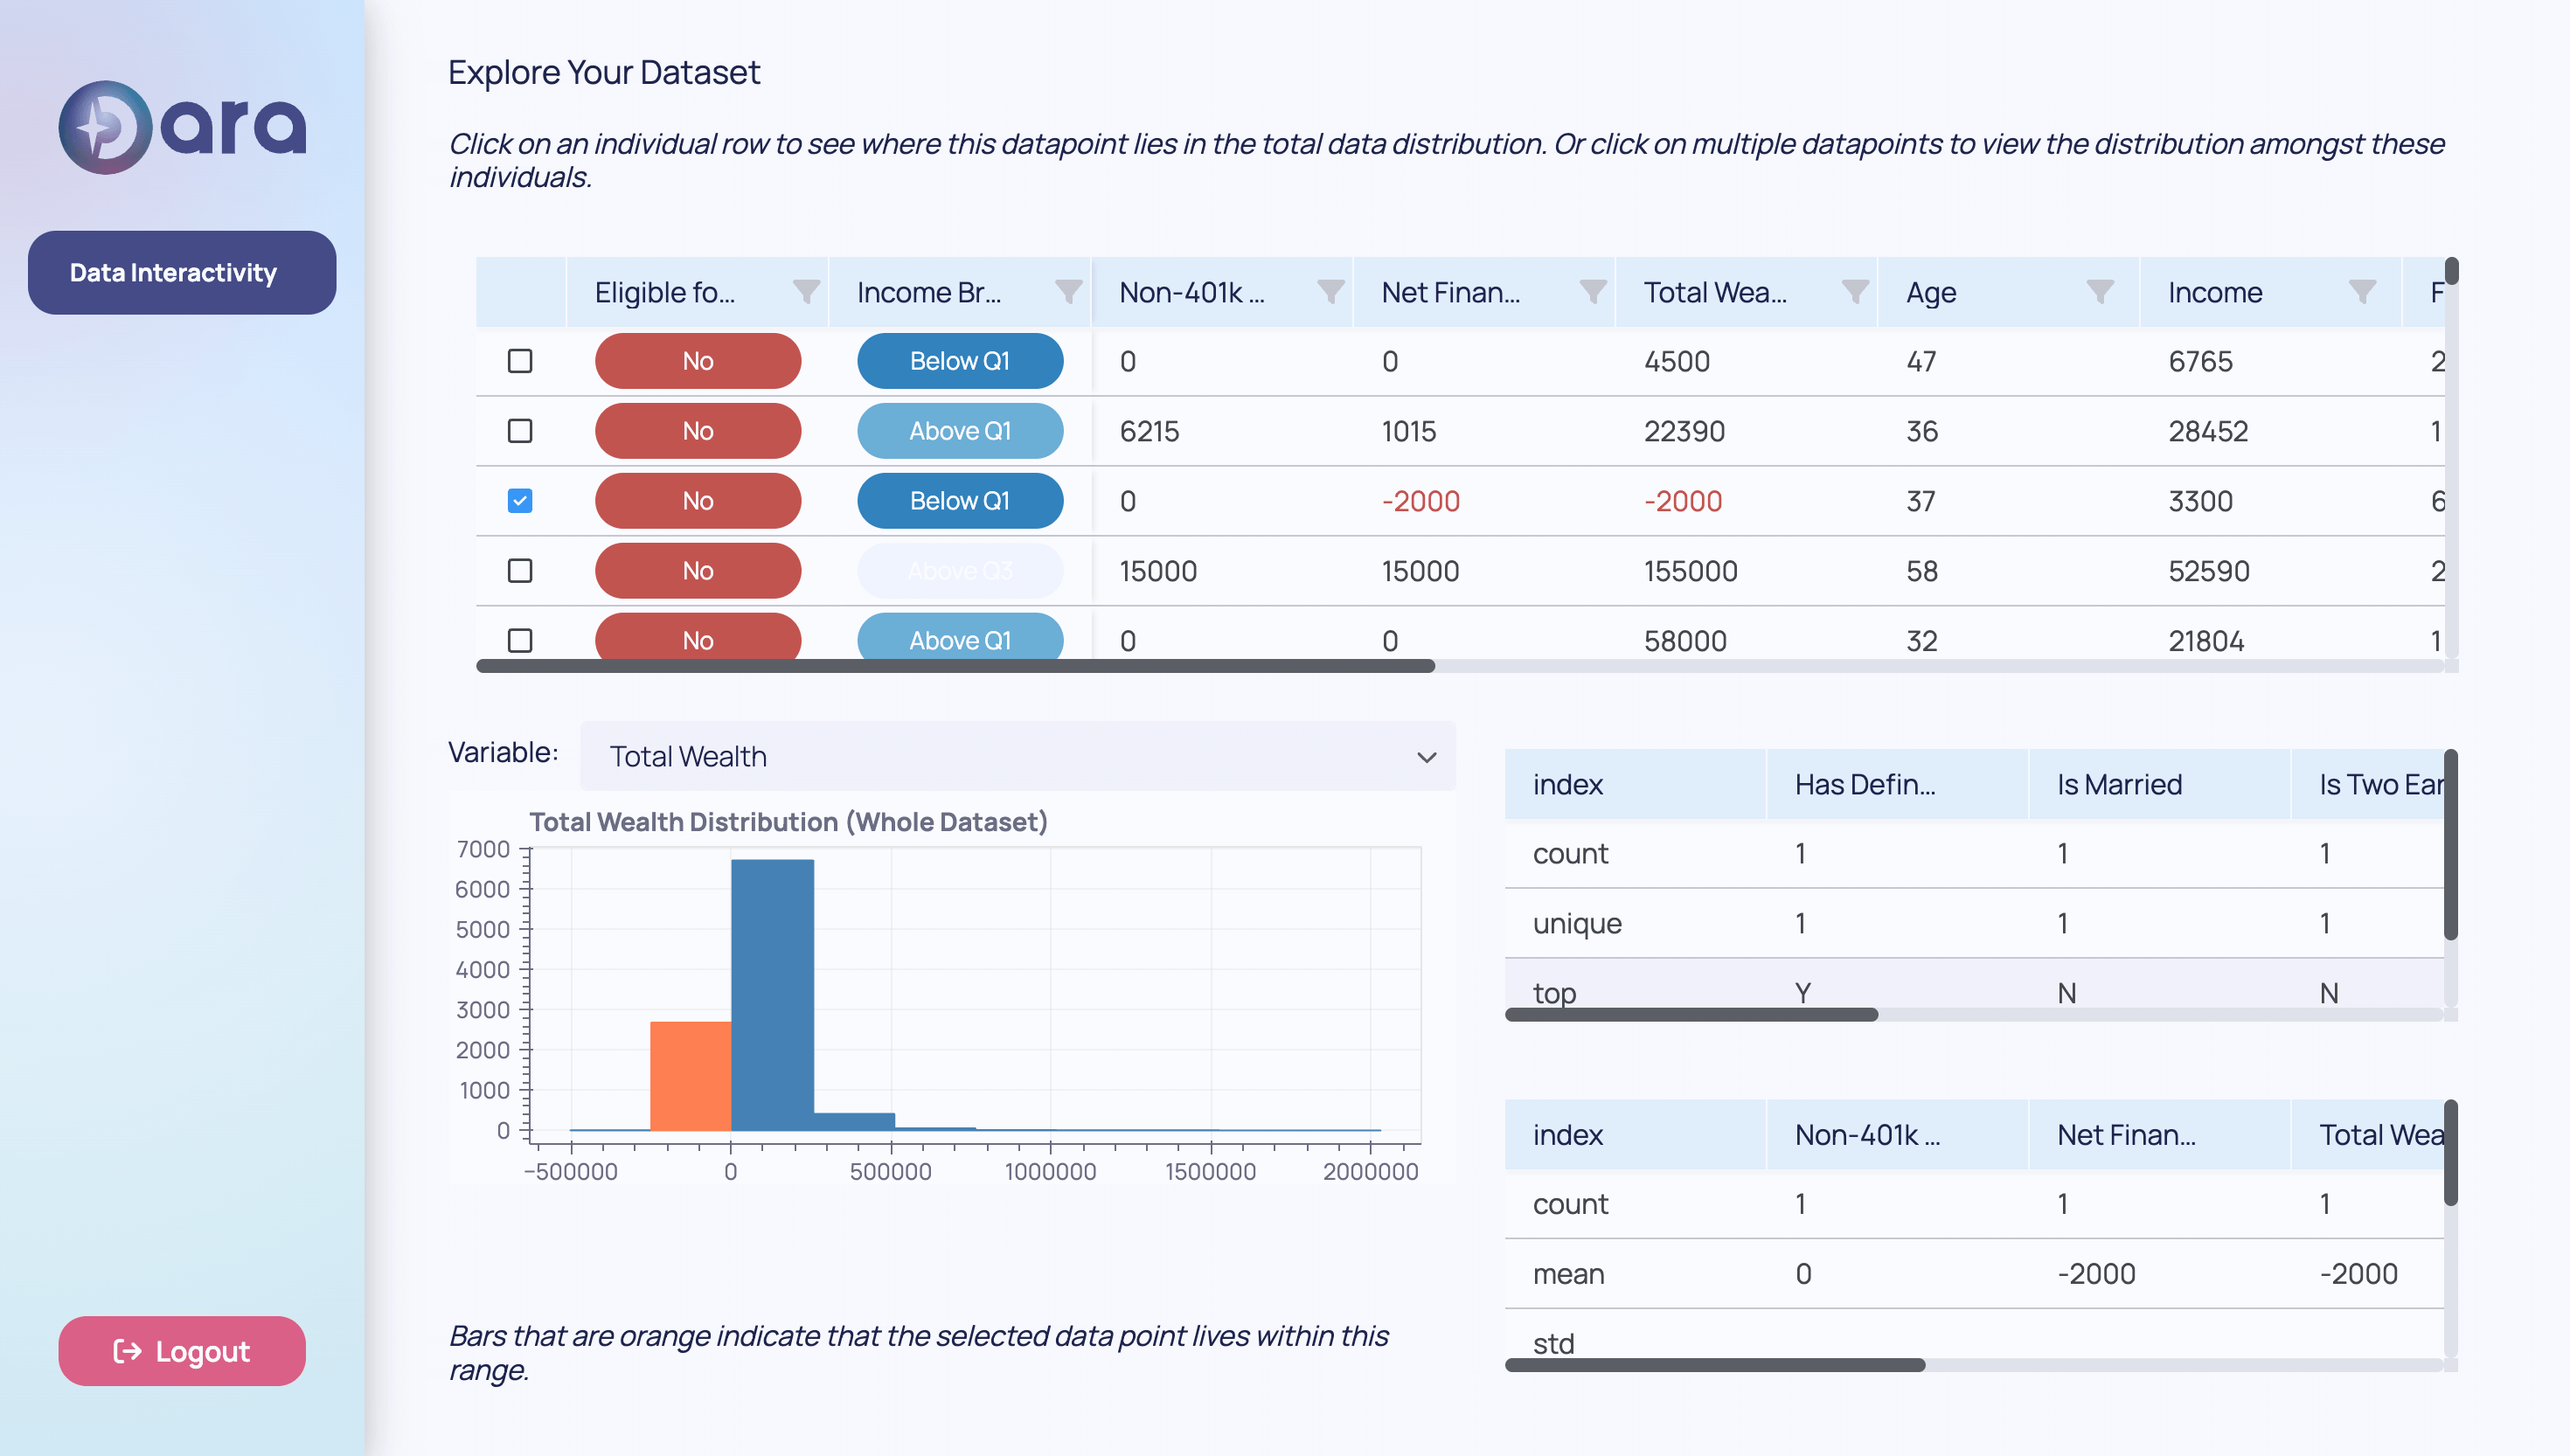 Dara
Data Interactivity
Logout
Explore Your Dataset
Click on an individual row to see where this datapoint lies in the total data distribution. Or click on multiple datapoints to view the distribution amongst these
individuals.
Eligible fo... Income Br... Non-401k ... Net Finan... Total Wea... Age Income F
No Below Q1 0 0 4500 47 6765 2
No Above Q1 6215 1015 22390 36 28452 1
No Below Q1 0 -2000 -2000 37 3300 6
No Above Q3 15000 15000 155000 58 52590 2
No Above Q1 0 0 58000 32 21804 1
Variable: Total Wealth
Total Wealth Distribution (Whole Dataset)
7000
6000
5000
4000
3000
2000
1000
0
−500000 0 500000 1000000 1500000 2000000
Bars that are orange indicate that the selected data point lives within this
range.
index Has Defin... Is Married Is Two Ear
count 1 1 1
unique 1 1 1
top Y N N
index Non-401k ... Net Finan... Total Wea
count 1 1 1
mean 0 -2000 -2000
std